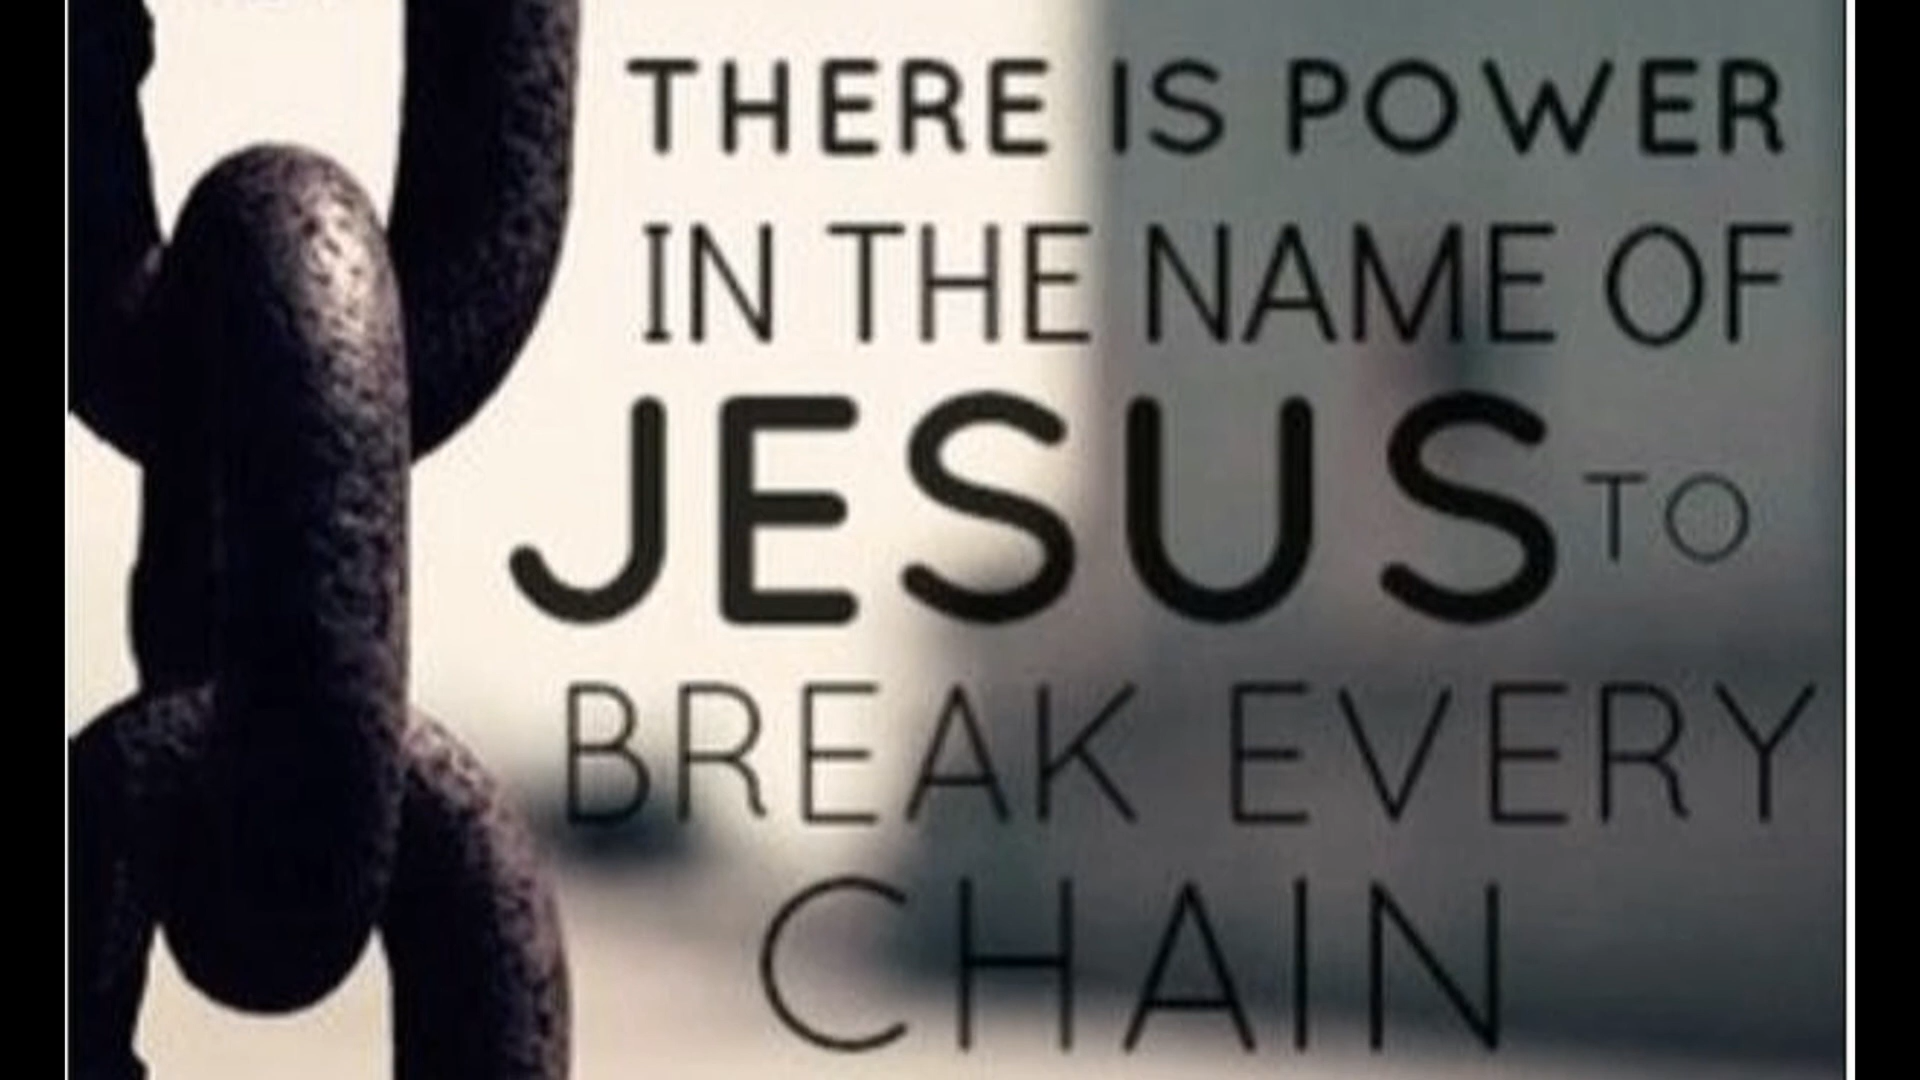 THERE IS POWER
IN THE NAME OF
JESUS TO
BREAK EVERY
CHAIN